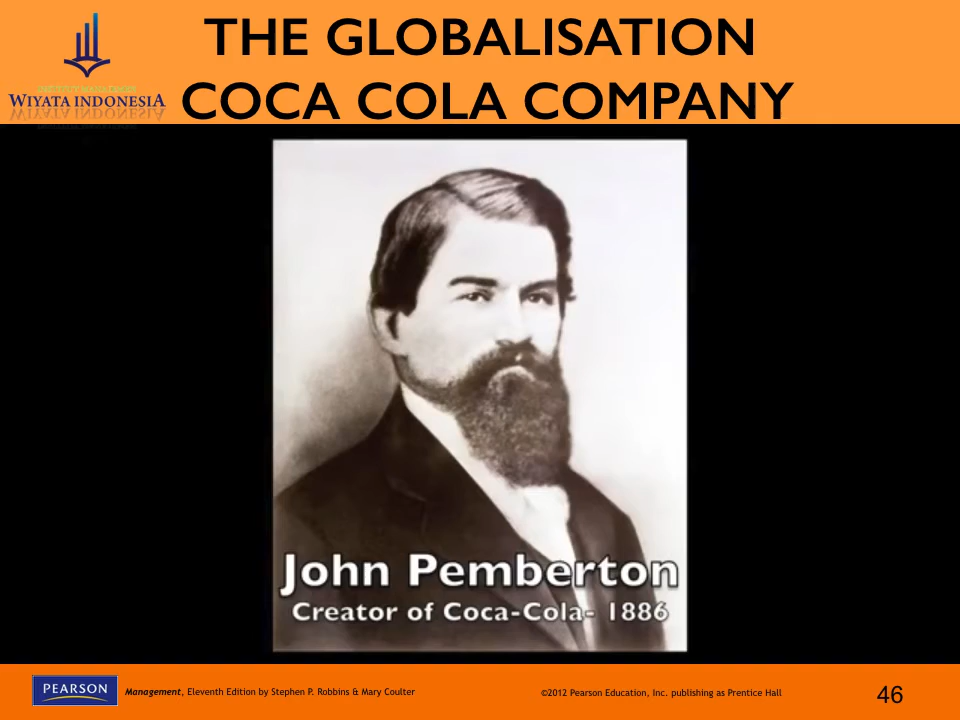 THE GLOBALISATION
COCA COLA COMPANY
WIYATA INDONESIA
John Pemberton
Creator of Coca-Cola- 1886
PEARSON
Management, Eleventh Edition by Stephen P. Robbins & Mary Coulter
©2012 Pearson Education, Inc. publishing as Prentice Hall
46